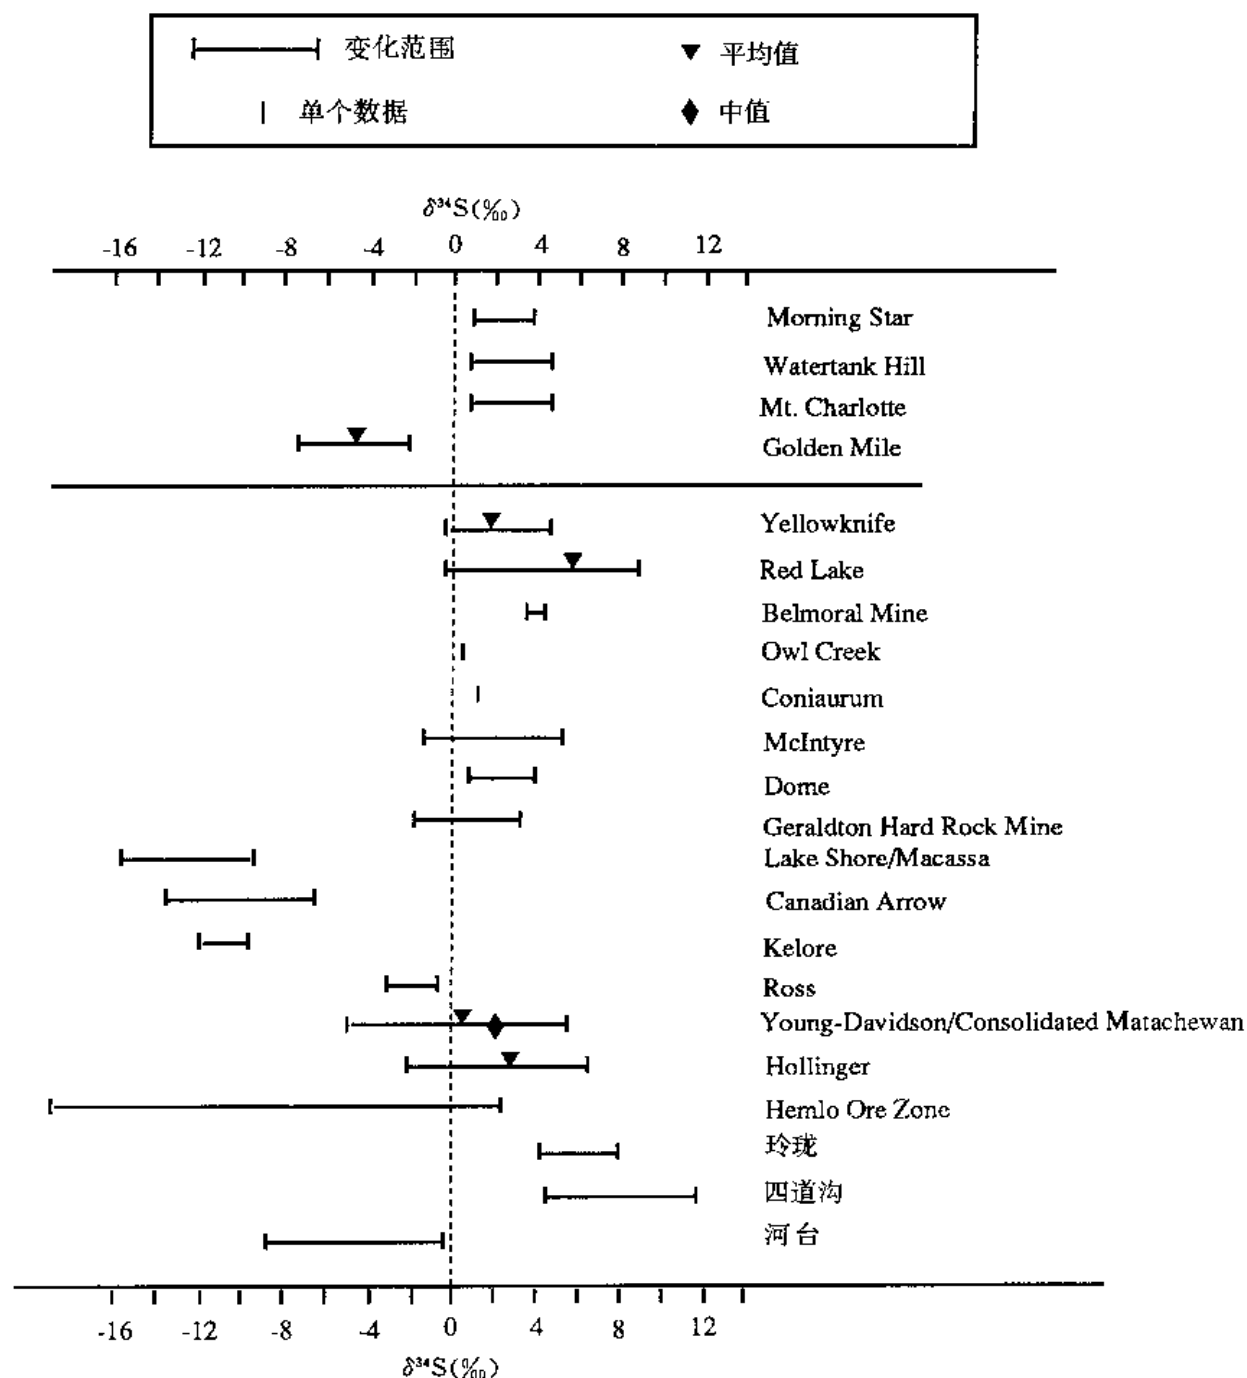 变化范围 平均值
单个数据 中值
δ³⁴S(‰)
-16 -12 -8 -4 0 4 8 12
Morning Star
Watertank Hill
Mt. Charlotte
Golden Mile
Yellowknife
Red Lake
Belmoral Mine
Owl Creek
Coniaurum
McIntyre
Dome
Geraldton Hard Rock Mine
Lake Shore/Macassa
Canadian Arrow
Kelore
Ross
Young-Davidson/Consolidated Matachewan
Hollinger
Hemlo Ore Zone
玲珑
四道沟
河台
-16 -12 -8 -4 0 4 8 12
δ³⁴S(‰)